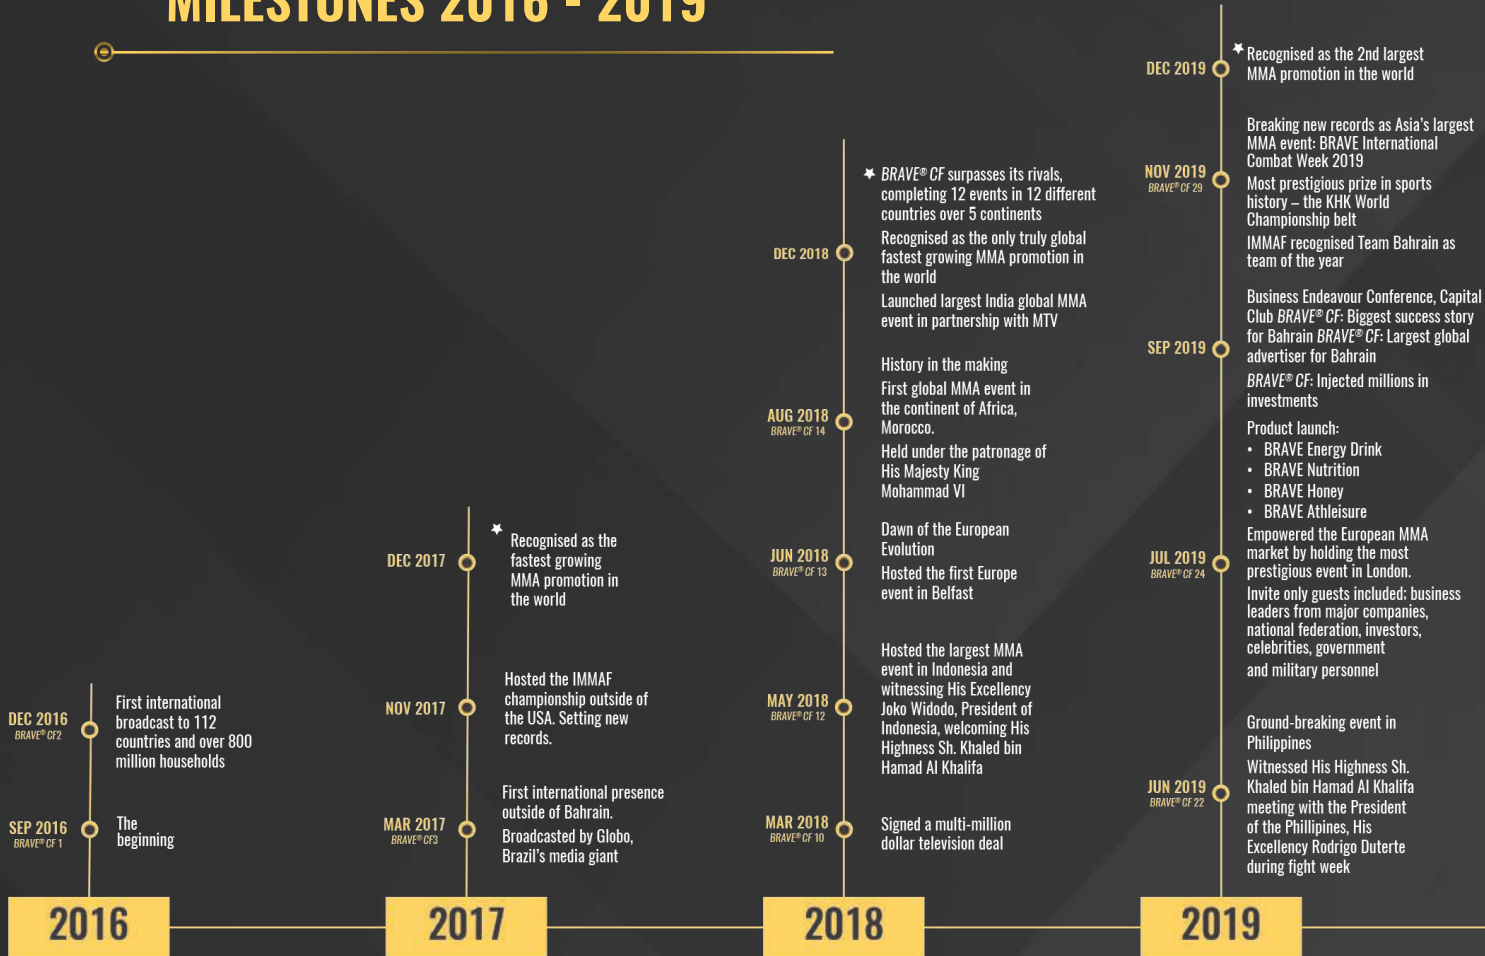 MILESTONES 2016 - 2019
DEC 2016
BRAVE® CF2
First international
broadcast to 112
countries and over 800
million households
SEP 2016
BRAVE® CF 1
The
beginning
2016
DEC 2017
Recognised as the
fastest growing
MMA promotion in
the world
NOV 2017
Hosted the IMMAF
championship outside of
the USA. Setting new
records.
MAR 2017
BRAVE® CF3
First international presence
outside of Bahrain.
Broadcasted by Globo,
Brazil's media giant
2017
DEC 2018
BRAVE® CF surpasses its rivals,
completing 12 events in 12 different
countries over 5 continents
Recognised as the only truly global
fastest growing MMA promotion in
the world
Launched largest India global MMA
event in partnership with MTV
AUG 2018
BRAVE® CF 14
History in the making
First global MMA event in
the continent of Africa,
Morocco.
Held under the patronage of
His Majesty King
Mohammad VI
JUN 2018
BRAVE® CF 13
Dawn of the European
Evolution
Hosted the first Europe
event in Belfast
MAY 2018
BRAVE® CF 12
Hosted the largest MMA
event in Indonesia and
witnessing His Excellency
Joko Widodo, President of
Indonesia, welcoming His
Highness Sh. Khaled bin
Hamad Al Khalifa
MAR 2018
BRAVE® CF 10
Signed a multi-million
dollar television deal
2018
DEC 2019
Recognised as the 2nd largest
MMA promotion in the world
NOV 2019
BRAVE® CF 29
Breaking new records as Asia's largest
MMA event: BRAVE International
Combat Week 2019
Most prestigious prize in sports
history – the KHK World
Championship belt
IMMAF recognised Team Bahrain as
team of the year
SEP 2019
Business Endeavour Conference, Capital
Club BRAVE® CF: Biggest success story
for Bahrain BRAVE® CF: Largest global
advertiser for Bahrain
BRAVE® CF: Injected millions in
investments
JUL 2019
BRAVE® CF 24
Product launch:
• BRAVE Energy Drink
• BRAVE Nutrition
• BRAVE Honey
• BRAVE Athleisure
Empowered the European MMA
market by holding the most
prestigious event in London.
Invite only guests included; business
leaders from major companies,
national federation, investors,
celebrities, government
and military personnel
JUN 2019
BRAVE® CF 22
Ground-breaking event in
Philippines
Witnessed His Highness Sh.
Khaled bin Hamad Al Khalifa
meeting with the President
of the Phillipines, His
Excellency Rodrigo Duterte
during fight week
2019